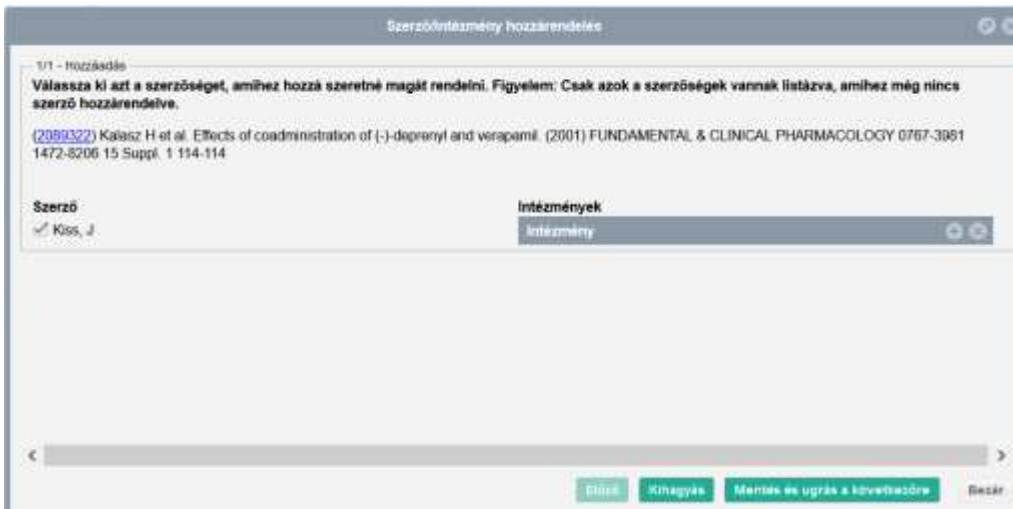 Szerző/intézmény hozzárendelés
1/1 - Hozzáadás
Válassza ki azt a szerzőséget, amihez hozzá szeretné magát rendelni. Figyelem: Csak azok a szerzőségek vannak listázva, amihez még nincs
szerző hozzárendelve.
(2089322) Kalasz H et al. Effects of coadministration of (-)-deprenyl and verapamil. (2001) FUNDAMENTAL & CLINICAL PHARMACOLOGY 0767-3981
1472-8206 15 Suppl. 1 114-114
Szerző Intézmények
Kiss, J Intézmény
Előző Kihagyás Mentés és ugrás a következőre Bezár